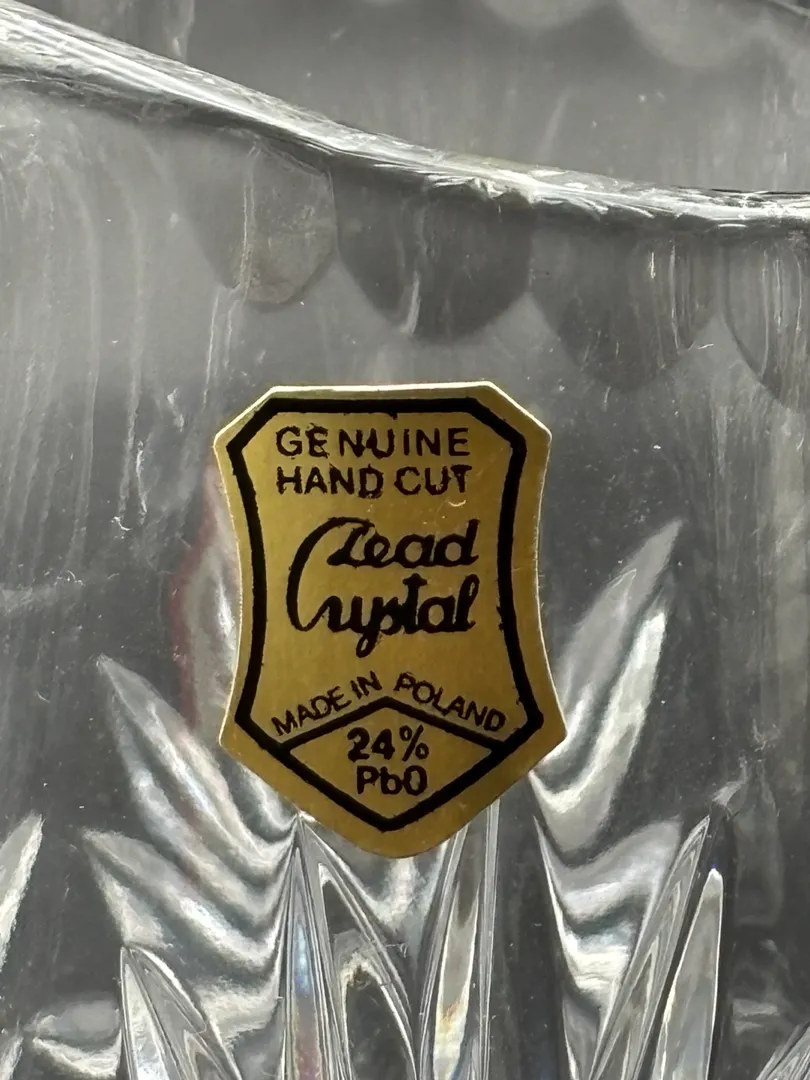 GENUINE
HAND CUT
Lead
Crystal
MADE IN POLAND
24%
PbO